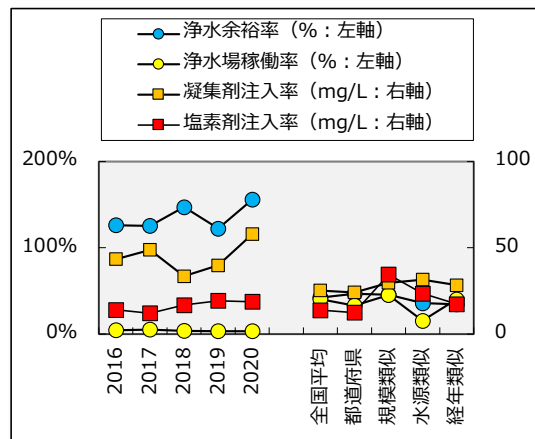 浄水余裕率（%：左軸）
浄水場稼働率（%：左軸）
凝集剤注入率（mg/L：右軸）
塩素剤注入率（mg/L：右軸）
200%
100%
0%
100
50
0
2016
2017
2018
2019
2020
全国平均
都道府県
規模類似
水源類似
経年類似